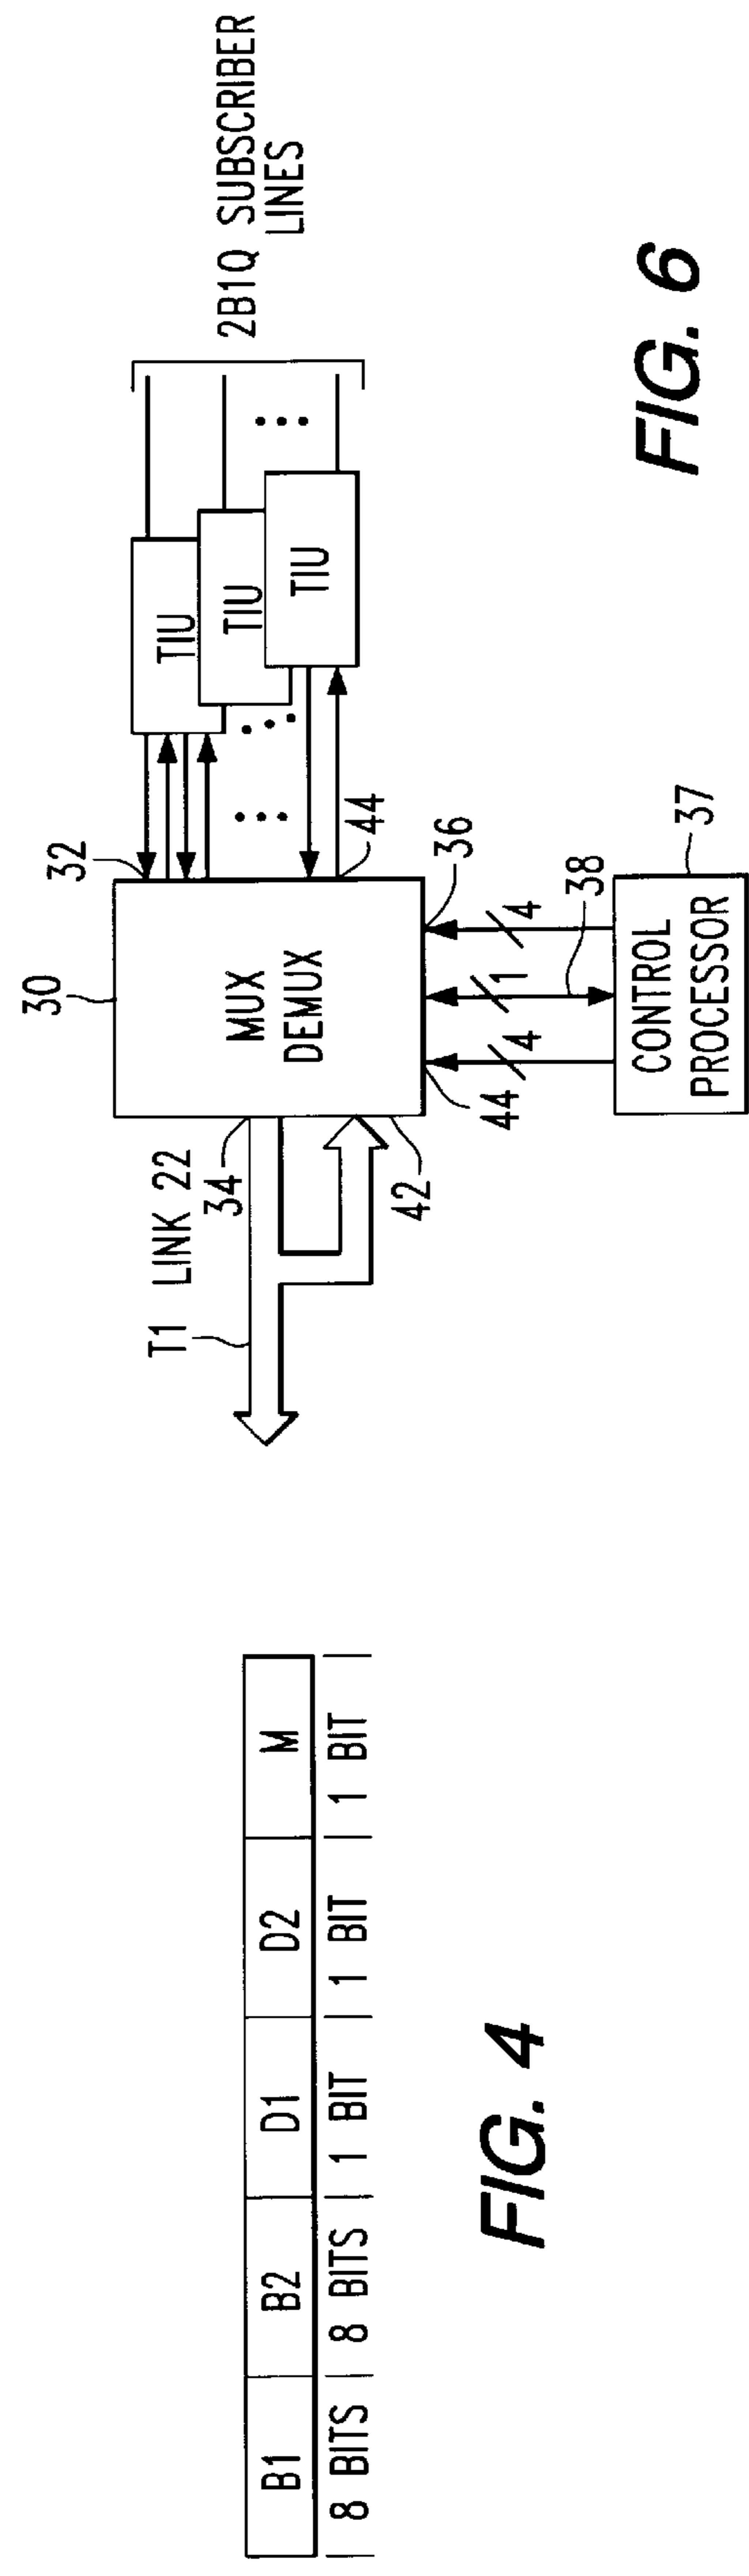 B1
B2
D1
D2
M
8 BITS
8 BITS
1 BIT
1 BIT
1 BIT
FIG. 4
T1
LINK 22
34
42
30
MUX
DEMUX
32
44
TIU
TIU
TIU
2B1Q SUBSCRIBER
LINES
44
4
1
38
4
36
CONTROL
PROCESSOR
37
FIG. 6